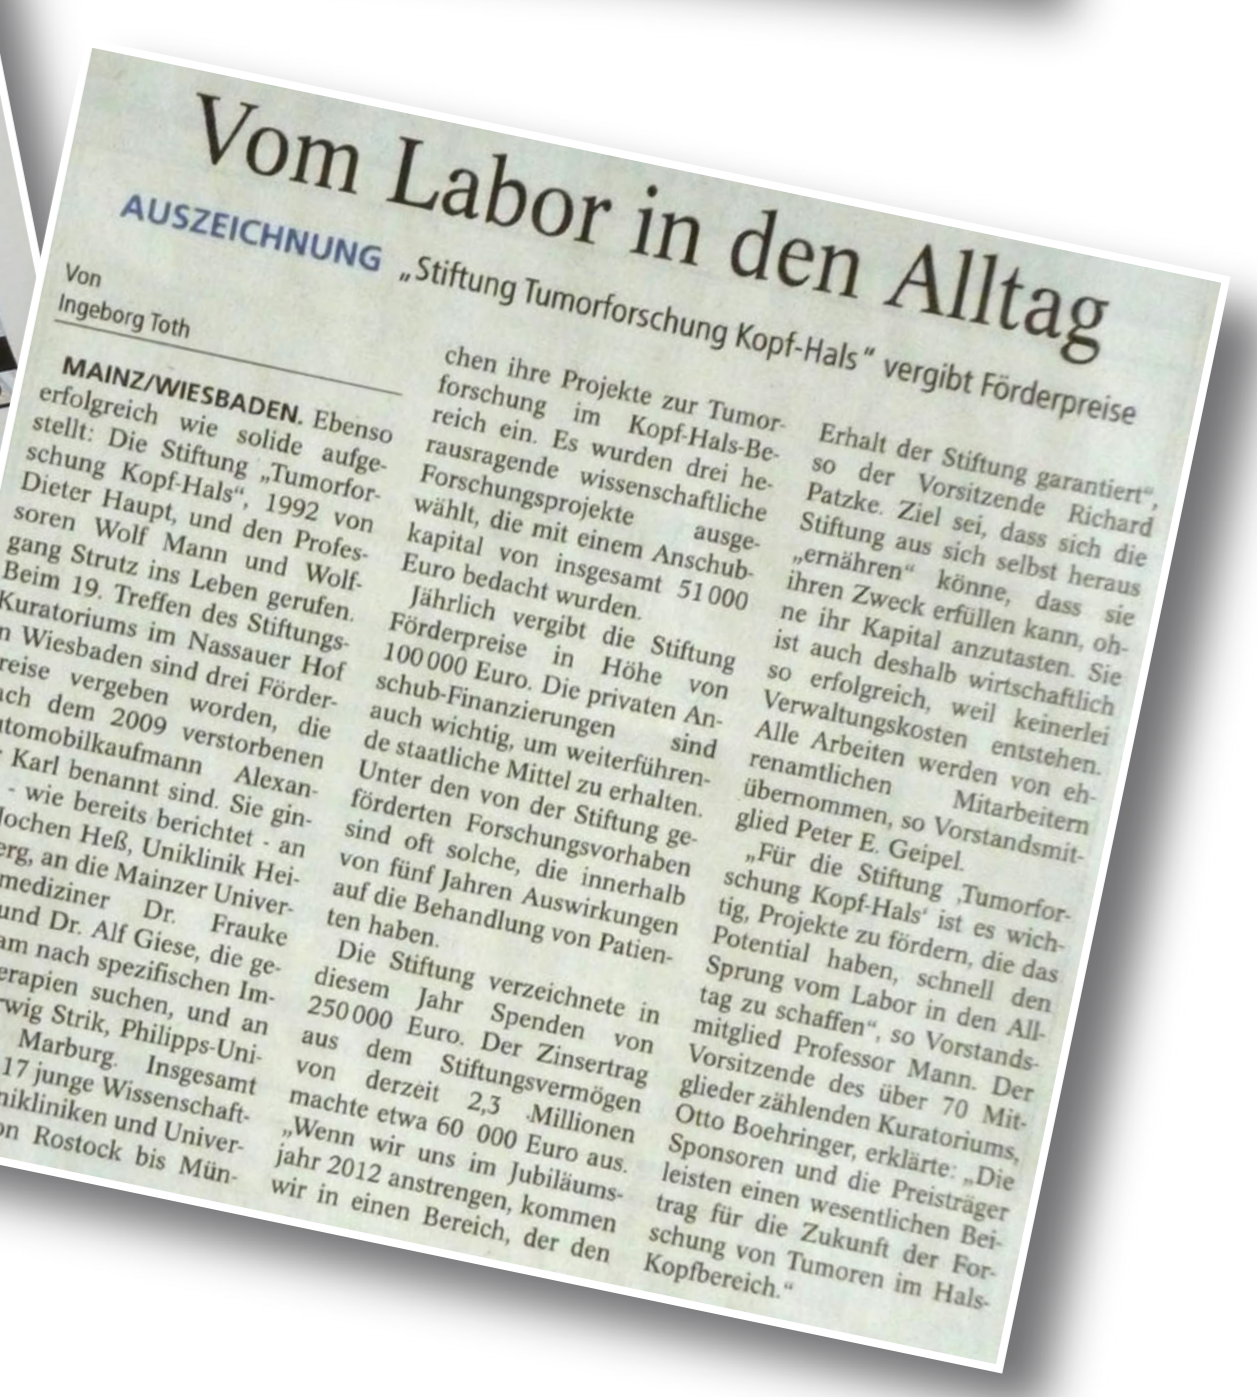 Vom Labor in den Alltag
AUSZEICHNUNG „Stiftung Tumorforschung Kopf-Hals“ vergibt Förderpreise
Von
Ingeborg Toth
MAINZ/WIESBADEN. Ebenso
erfolgreich wie solide aufge-
stellt: Die Stiftung „Tumorfor-
schung Kopf-Hals“, 1992 von
Dieter Haupt, und den Profes-
soren Wolf Mann und Wolf-
gang Strutz ins Leben gerufen.
Beim 19. Treffen des Stiftungs-
Kuratoriums im Nassauer Hof
n Wiesbaden sind drei Förder-
reise vergeben worden, die
ach dem 2009 verstorbenen
utomobilkaufmann Alexan-
r Karl benannt sind. Sie gin-
- wie bereits berichtet - an
Jochen Heß, Uniklinik Hei-
erg, an die Mainzer Univer-
mediziner Dr. Frauke
und Dr. Alf Giese, die ge-
am nach spezifischen Im-
erapien suchen, und an
rwig Strik, Philipps-Uni-
Marburg. Insgesamt
17 junge Wissenschaft-
nikliniken und Univer-
on Rostock bis Mün-
chen ihre Projekte zur Tumor-
forschung im Kopf-Hals-Be-
reich ein. Es wurden drei he-
rausragende wissenschaftliche
Forschungsprojekte ausge-
wählt, die mit einem Anschub-
kapital von insgesamt 51 000
Euro bedacht wurden.
Jährlich vergibt die Stiftung
Förderpreise in Höhe von
100 000 Euro. Die privaten An-
schub-Finanzierungen sind
auch wichtig, um weiterführen-
de staatliche Mittel zu erhalten.
Unter den von der Stiftung ge-
förderten Forschungsvorhaben
sind oft solche, die innerhalb
von fünf Jahren Auswirkungen
auf die Behandlung von Patien-
ten haben.
Die Stiftung verzeichnete in
diesem Jahr Spenden von
250 000 Euro. Der Zinsertrag
aus dem Stiftungsvermögen
von derzeit 2,3 Millionen
machte etwa 60 000 Euro aus.
„Wenn wir uns im Jubiläums-
jahr 2012 anstrengen, kommen
wir in einen Bereich, der den
Erhalt der Stiftung garantiert“,
so der Vorsitzende Richard
Patzke. Ziel sei, dass sich die
Stiftung aus sich selbst heraus
„ernähren“ könne, dass sie
ihren Zweck erfüllen kann, oh-
ne ihr Kapital anzutasten. Sie
ist auch deshalb wirtschaftlich
so erfolgreich, weil keinerlei
Verwaltungskosten entstehen.
Alle Arbeiten werden von eh-
renamtlichen Mitarbeitern
übernommen, so Vorstandsmit-
glied Peter E. Geipel.
„Für die Stiftung ‚Tumorfor-
schung Kopf-Hals‘ ist es wich-
tig, Projekte zu fördern, die das
Potential haben, schnell den
Sprung vom Labor in den All-
tag zu schaffen“, so Vorstands-
mitglied Professor Mann. Der
Vorsitzende des über 70 Mit-
glieder zählenden Kuratoriums,
Otto Boehringer, erklärte: „Die
Sponsoren und die Preisträger
leisten einen wesentlichen Bei-
trag für die Zukunft der For-
schung von Tumoren im Hals-
Kopfbereich.“